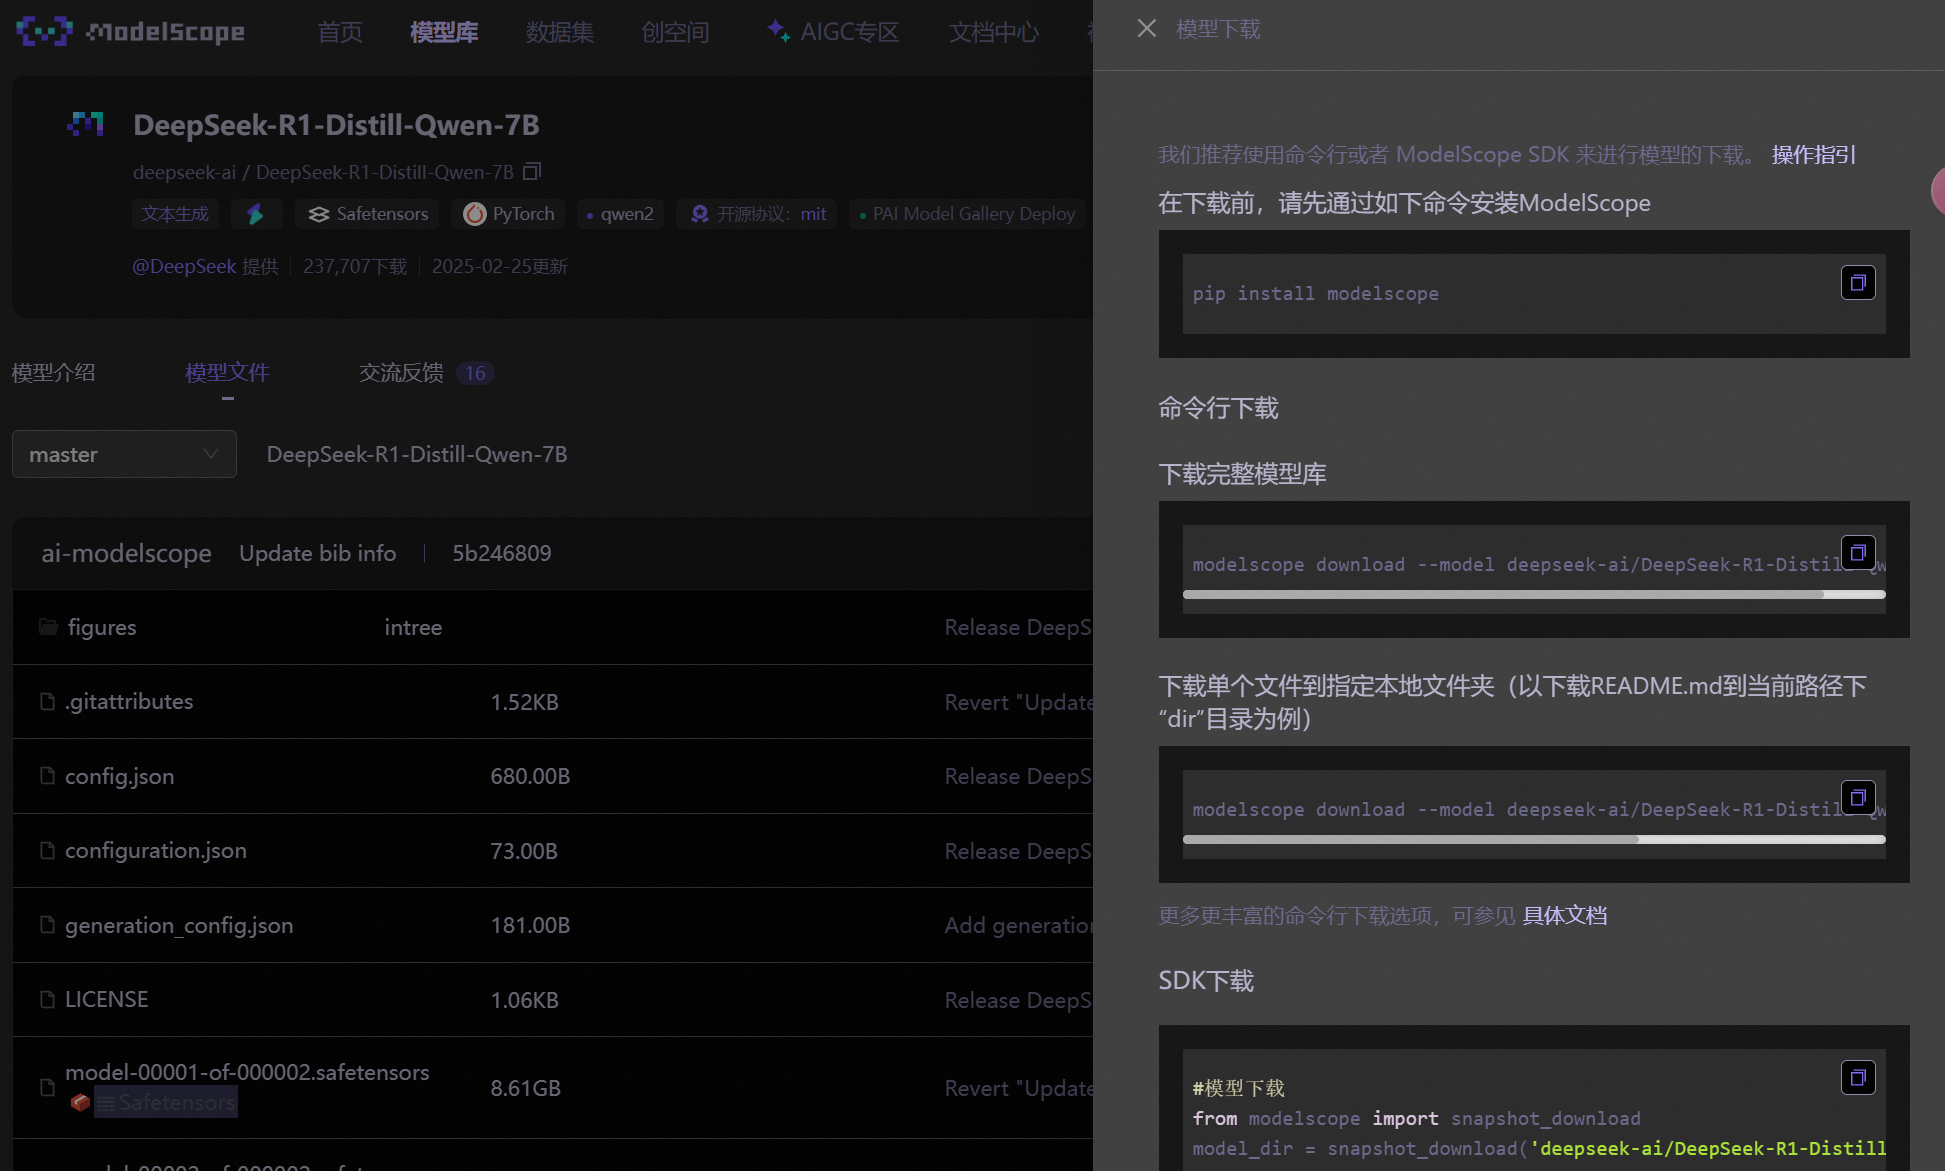 ModelScope
首页
模型库
数据集
创空间
AIGC专区
文档中心
DeepSeek-R1-Distill-Qwen-7B
deepseek-ai / DeepSeek-R1-Distill-Qwen-7B
文本生成
Safetensors
PyTorch
qwen2
开源协议：mit
PAI Model Gallery Deploy
@DeepSeek 提供
237,707下载
2025-02-25更新
模型介绍
模型文件
交流反馈 16
master
DeepSeek-R1-Distill-Qwen-7B
ai-modelscope Update bib info 5b246809
figures intree Release DeepS
.gitattributes 1.52KB Revert "Update
config.json 680.00B Release DeepS
configuration.json 73.00B Release DeepS
generation_config.json 181.00B Add generation
LICENSE 1.06KB Release DeepS
model-00001-of-000002.safetensors 8.61GB Revert "Update
Safetensors
模型下载
我们推荐使用命令行或者 ModelScope SDK 来进行模型的下载。 操作指引
在下载前，请先通过如下命令安装ModelScope
pip install modelscope
命令行下载
下载完整模型库
modelscope download --model deepseek-ai/DeepSeek-R1-Distill-Qw
下载单个文件到指定本地文件夹（以下载README.md到当前路径下
“dir”目录为例）
modelscope download --model deepseek-ai/DeepSeek-R1-Distill-Qw
更多更丰富的命令行下载选项，可参见 具体文档
SDK下载
#模型下载
from modelscope import snapshot_download
model_dir = snapshot_download('deepseek-ai/DeepSeek-R1-Distill